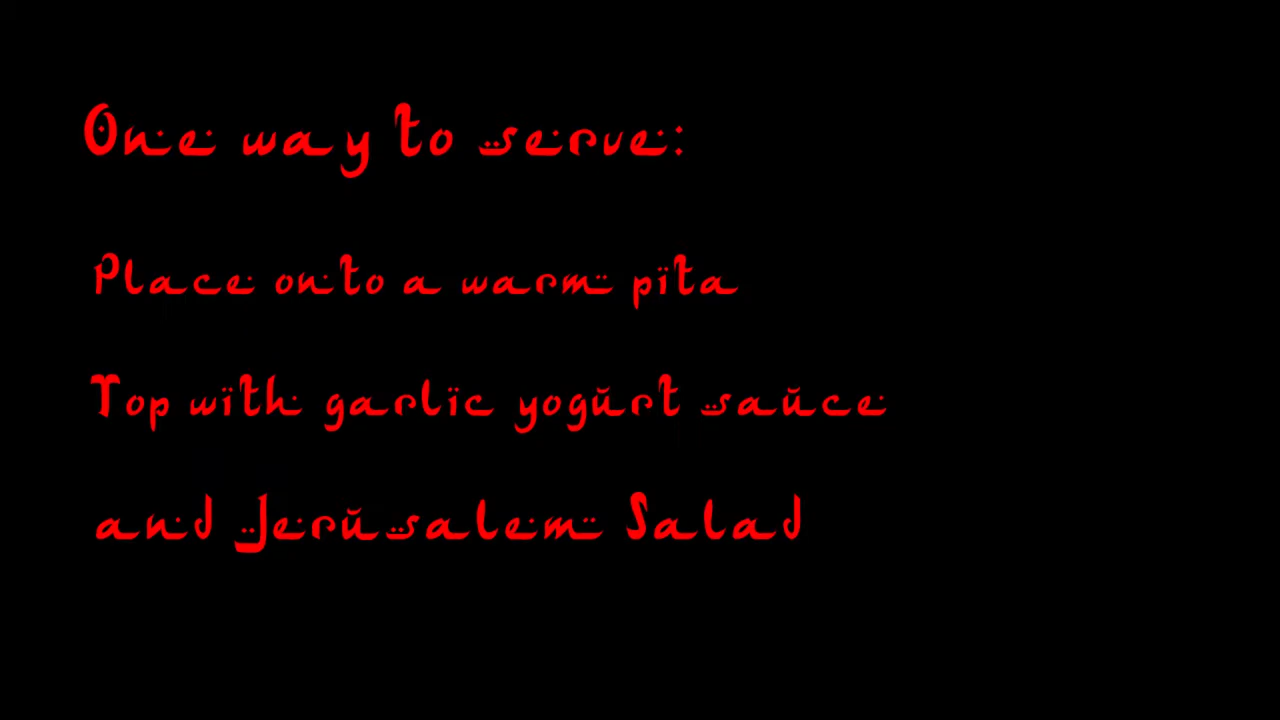 One way to serve:
Place onto a warm pita
Top with garlic yogurt sauce
and Jerusalem Salad